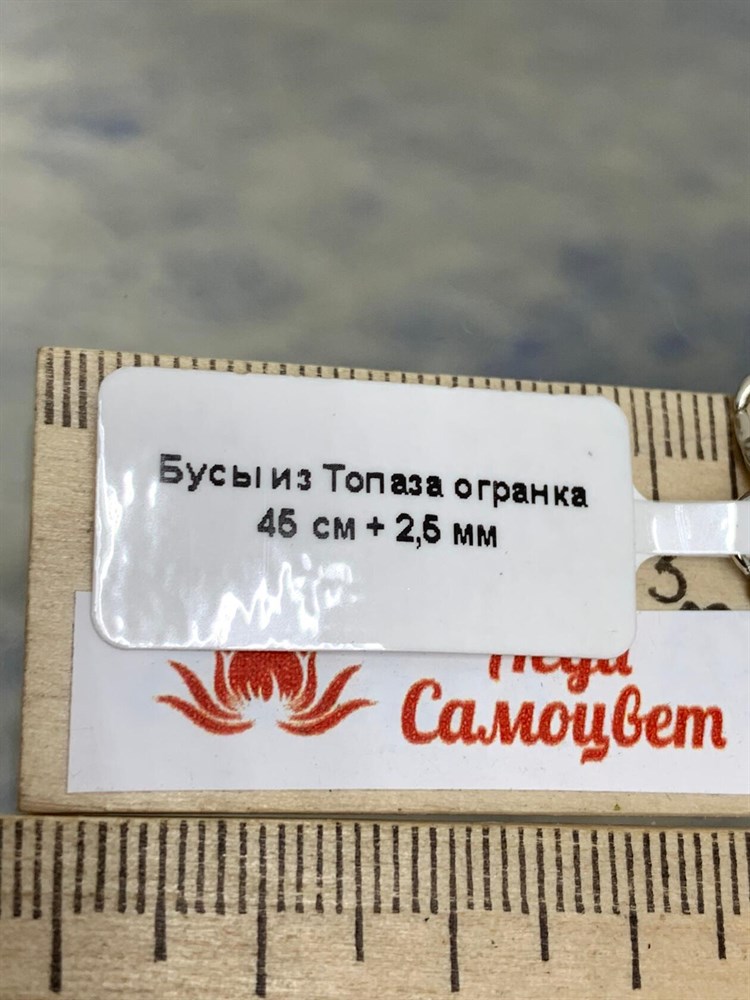 Бусы из Топаза огранка
45 см + 2,5 мм
Самоцвет